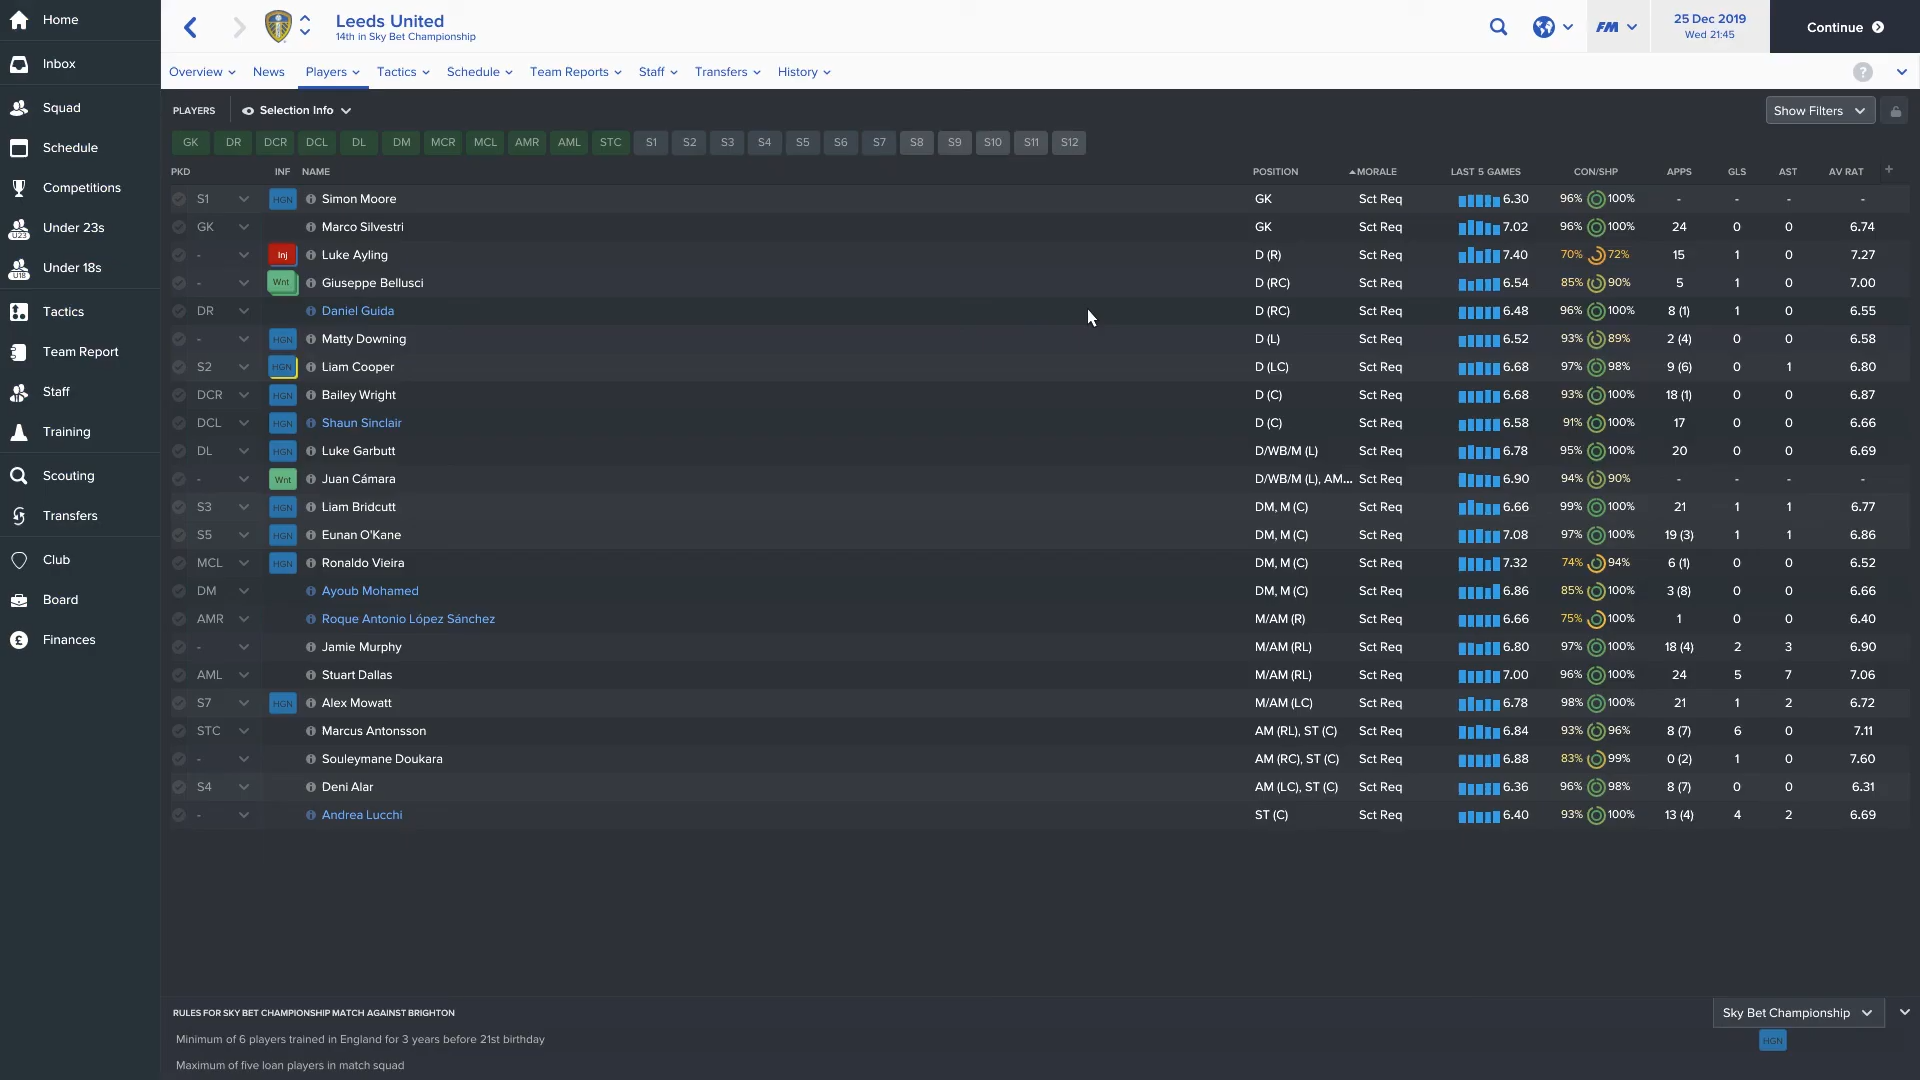 Home
Inbox
Squad
Schedule
Competitions
U23 Under 23s
U18 Under 18s
Tactics
Team Report
Staff
Training
Scouting
Transfers
Club
Board
£ Finances
Leeds United
14th in Sky Bet Championship
FM
25 Dec 2019
Wed 21:45
Continue
Overview News Players Tactics Schedule Team Reports Staff Transfers History ?
PLAYERS Selection Info Show Filters
GK DR DCR DCL DL DM MCR MCL AMR AML STC S1 S2 S3 S4 S5 S6 S7 S8 S9 S10 S11 S12
PKD INF NAME POSITION MORALE LAST 5 GAMES CON/SHP APPS GLS AST AV RAT +
S1 HGN Simon Moore GK Sct Req 6.30 96% 100% - - - -
GK Marco Silvestri GK Sct Req 7.02 96% 100% 24 0 0 6.74
- Inj Luke Ayling D (R) Sct Req 7.40 70% 72% 15 1 0 7.27
- Wnt Giuseppe Bellusci D (RC) Sct Req 6.54 85% 90% 5 1 0 7.00
DR Daniel Guida D (RC) Sct Req 6.48 96% 100% 8 (1) 1 0 6.55
- HGN Matty Downing D (L) Sct Req 6.52 93% 89% 2 (4) 0 0 6.58
S2 HGN Liam Cooper D (LC) Sct Req 6.68 97% 98% 9 (6) 0 1 6.80
DCR HGN Bailey Wright D (C) Sct Req 6.68 93% 100% 18 (1) 0 0 6.87
DCL HGN Shaun Sinclair D (C) Sct Req 6.58 91% 100% 17 0 0 6.66
DL HGN Luke Garbutt D/WB/M (L) Sct Req 6.78 95% 100% 20 0 0 6.69
- Wnt Juan Cámara D/WB/M (L), AM... Sct Req 6.90 94% 90% - - - -
S3 HGN Liam Bridcutt DM, M (C) Sct Req 6.66 99% 100% 21 1 1 6.77
S5 HGN Eunan O'Kane DM, M (C) Sct Req 7.08 97% 100% 19 (3) 1 1 6.86
MCL HGN Ronaldo Vieira DM, M (C) Sct Req 7.32 74% 94% 6 (1) 0 0 6.52
DM Ayoub Mohamed DM, M (C) Sct Req 6.86 85% 100% 3 (8) 0 0 6.66
AMR Roque Antonio López Sánchez M/AM (R) Sct Req 6.66 75% 100% 1 0 0 6.40
- Jamie Murphy M/AM (RL) Sct Req 6.80 97% 100% 18 (4) 2 3 6.90
AML Stuart Dallas M/AM (RL) Sct Req 7.00 96% 100% 24 5 7 7.06
S7 HGN Alex Mowatt M/AM (LC) Sct Req 6.78 98% 100% 21 1 2 6.72
STC Marcus Antonsson AM (RL), ST (C) Sct Req 6.84 93% 96% 8 (7) 6 0 7.11
- Souleymane Doukara AM (RC), ST (C) Sct Req 6.88 83% 99% 0 (2) 1 0 7.60
S4 Deni Alar AM (LC), ST (C) Sct Req 6.36 96% 98% 8 (7) 0 0 6.31
- Andrea Lucchi ST (C) Sct Req 6.40 93% 100% 13 (4) 4 2 6.69
RULES FOR SKY BET CHAMPIONSHIP MATCH AGAINST BRIGHTON Sky Bet Championship
Minimum of 6 players trained in England for 3 years before 21st birthday HGN
Maximum of five loan players in match squad